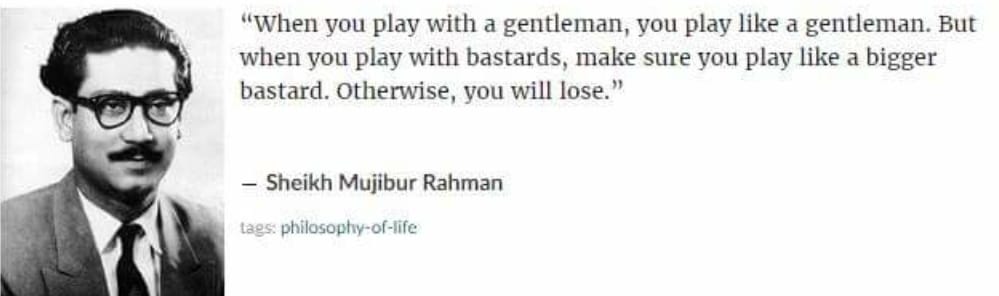 “When you play with a gentleman, you play like a gentleman. But
when you play with bastards, make sure you play like a bigger
bastard. Otherwise, you will lose.”
— Sheikh Mujibur Rahman
tags: philosophy-of-life